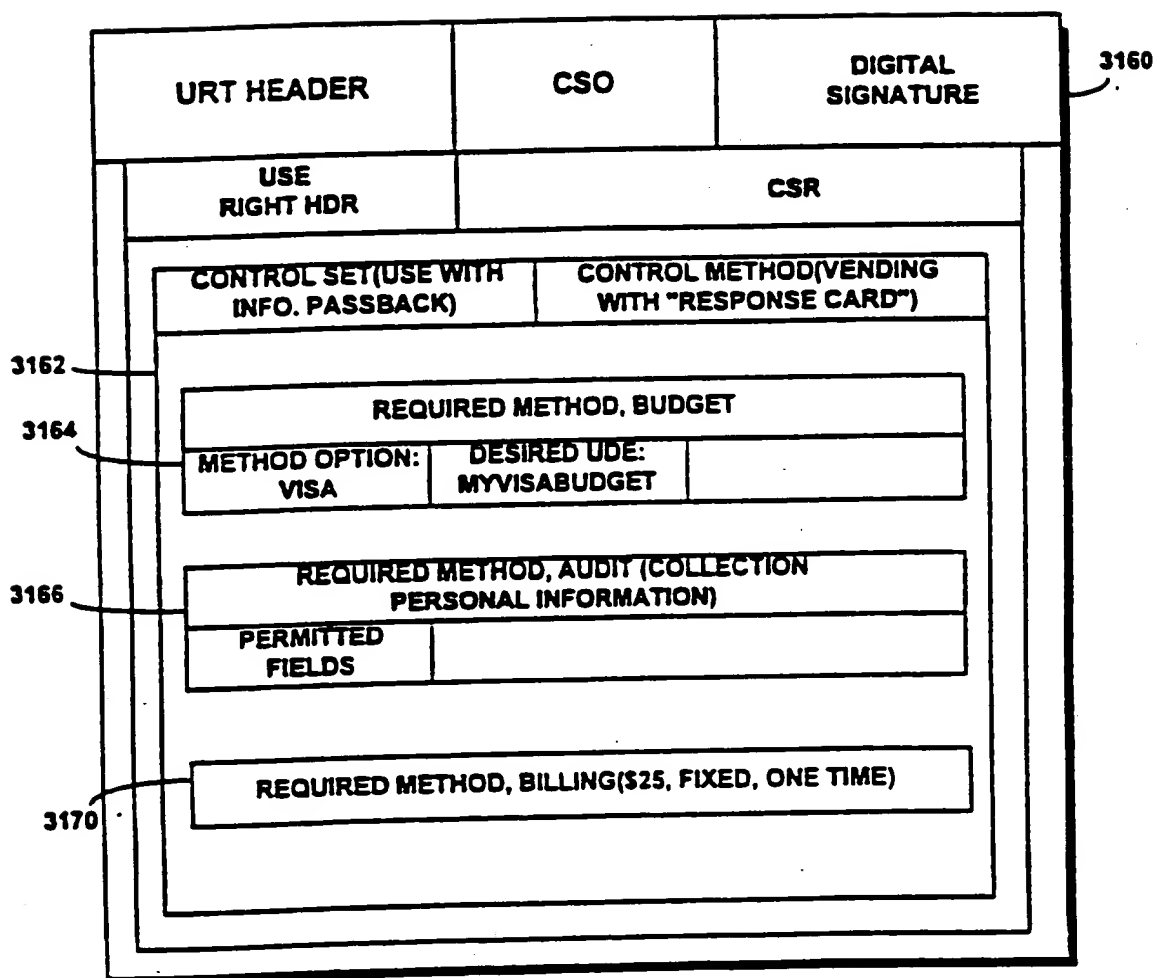 URT HEADER
CSO
DIGITAL
SIGNATURE
3160
USE
RIGHT HDR
CSR
CONTROL SET(USE WITH
INFO. PASSBACK)
CONTROL METHOD(VENDING
WITH "RESPONSE CARD")
3162
REQUIRED METHOD, BUDGET
3164
METHOD OPTION:
VISA
DESIRED UDE:
MYVISABUDGET
REQUIRED METHOD, AUDIT (COLLECTION
PERSONAL INFORMATION)
3166
PERMITTED
FIELDS
REQUIRED METHOD, BILLING($25, FIXED, ONE TIME)
3170